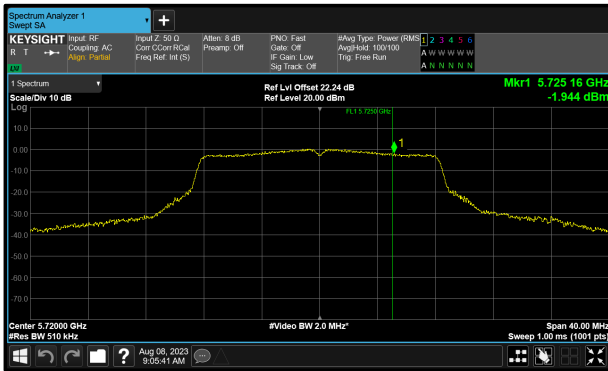 Spectrum Analyzer 1
Swept SA
KEYSIGHT Input: RF Input Z: 50 Ω Atten: 8 dB PNO: Fast #Avg Type: Power (RMS 1 2 3 4 5 6
R T Coupling: AC Corr CCorr RCal Preamp: Off Gate: Off Avg|Hold: 100/100 A W W W W W
Align: Partial Freq Ref: Int (S) IF Gain: Low Trig: Free Run
Sig Track: Off A N N N N N
1 Spectrum Ref Lvl Offset 22.24 dB Mkr1 5.725 16 GHz
Scale/Div 10 dB Ref Level 20.00 dBm -1.944 dBm
Log
FL1 5.7250 GHz
10.0
1
0.00
-10.0
-20.0
-30.0
-40.0
-50.0
-60.0
-70.0
Center 5.72000 GHz #Video BW 2.0 MHz* Span 40.00 MHz
#Res BW 510 kHz Sweep 1.00 ms (1001 pts)
Aug 08, 2023
9:05:41 AM